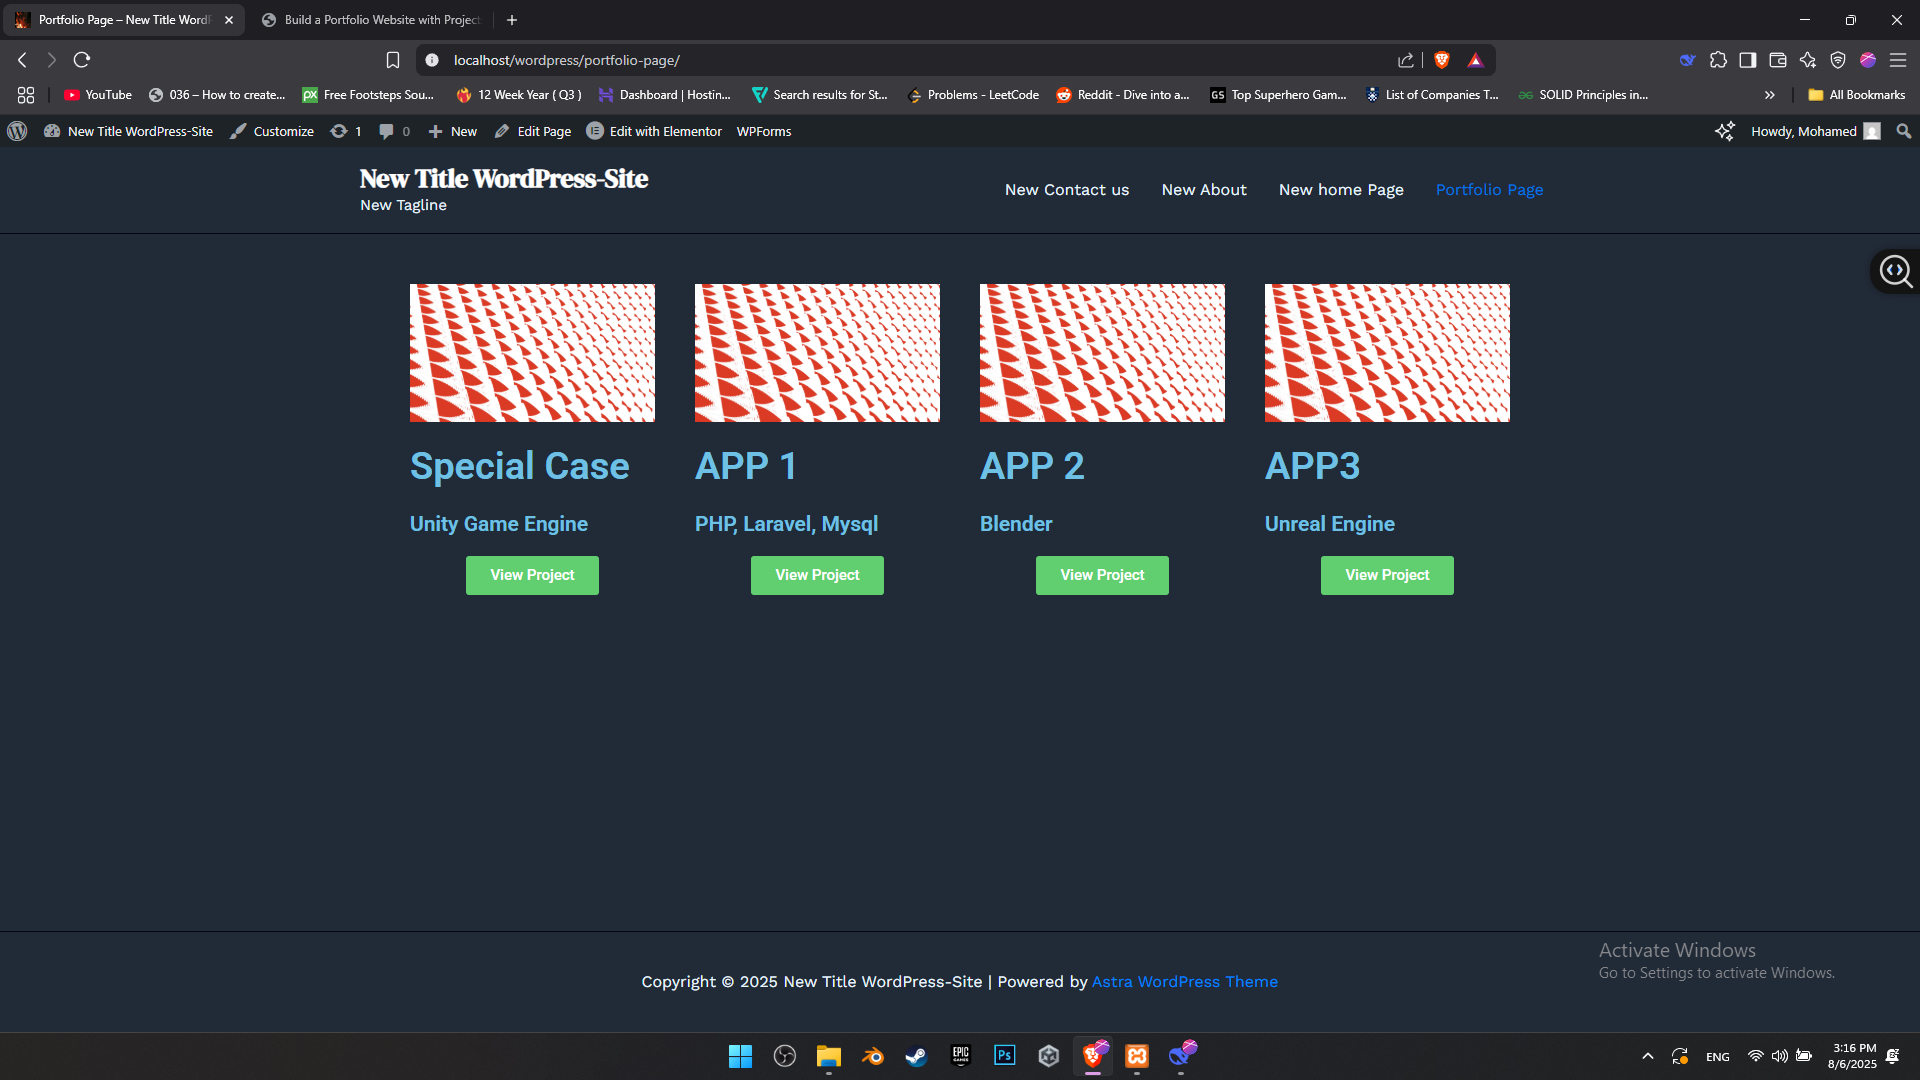 Portfolio Page – New Title WordP
Build a Portfolio Website with Project
localhost/wordpress/portfolio-page/
YouTube
036 – How to create...
Free Footsteps Sou...
12 Week Year ( Q3 )
Dashboard | Hostin...
Search results for St...
Problems - LeetCode
Reddit - Dive into a...
GS Top Superhero Gam...
List of Companies T...
SOLID Principles in...
All Bookmarks
New Title WordPress-Site
Customize
1
0
New
Edit Page
Edit with Elementor
WPForms
Howdy, Mohamed
New Title WordPress-Site
New Tagline
New Contact us
New About
New home Page
Portfolio Page
Special Case
APP 1
APP 2
APP3
Unity Game Engine
PHP, Laravel, Mysql
Blender
Unreal Engine
View Project
View Project
View Project
View Project
Activate Windows
Go to Settings to activate Windows.
Copyright © 2025 New Title WordPress-Site | Powered by Astra WordPress Theme
EPIC GAMES
Ps
ENG
3:16 PM
8/6/2025